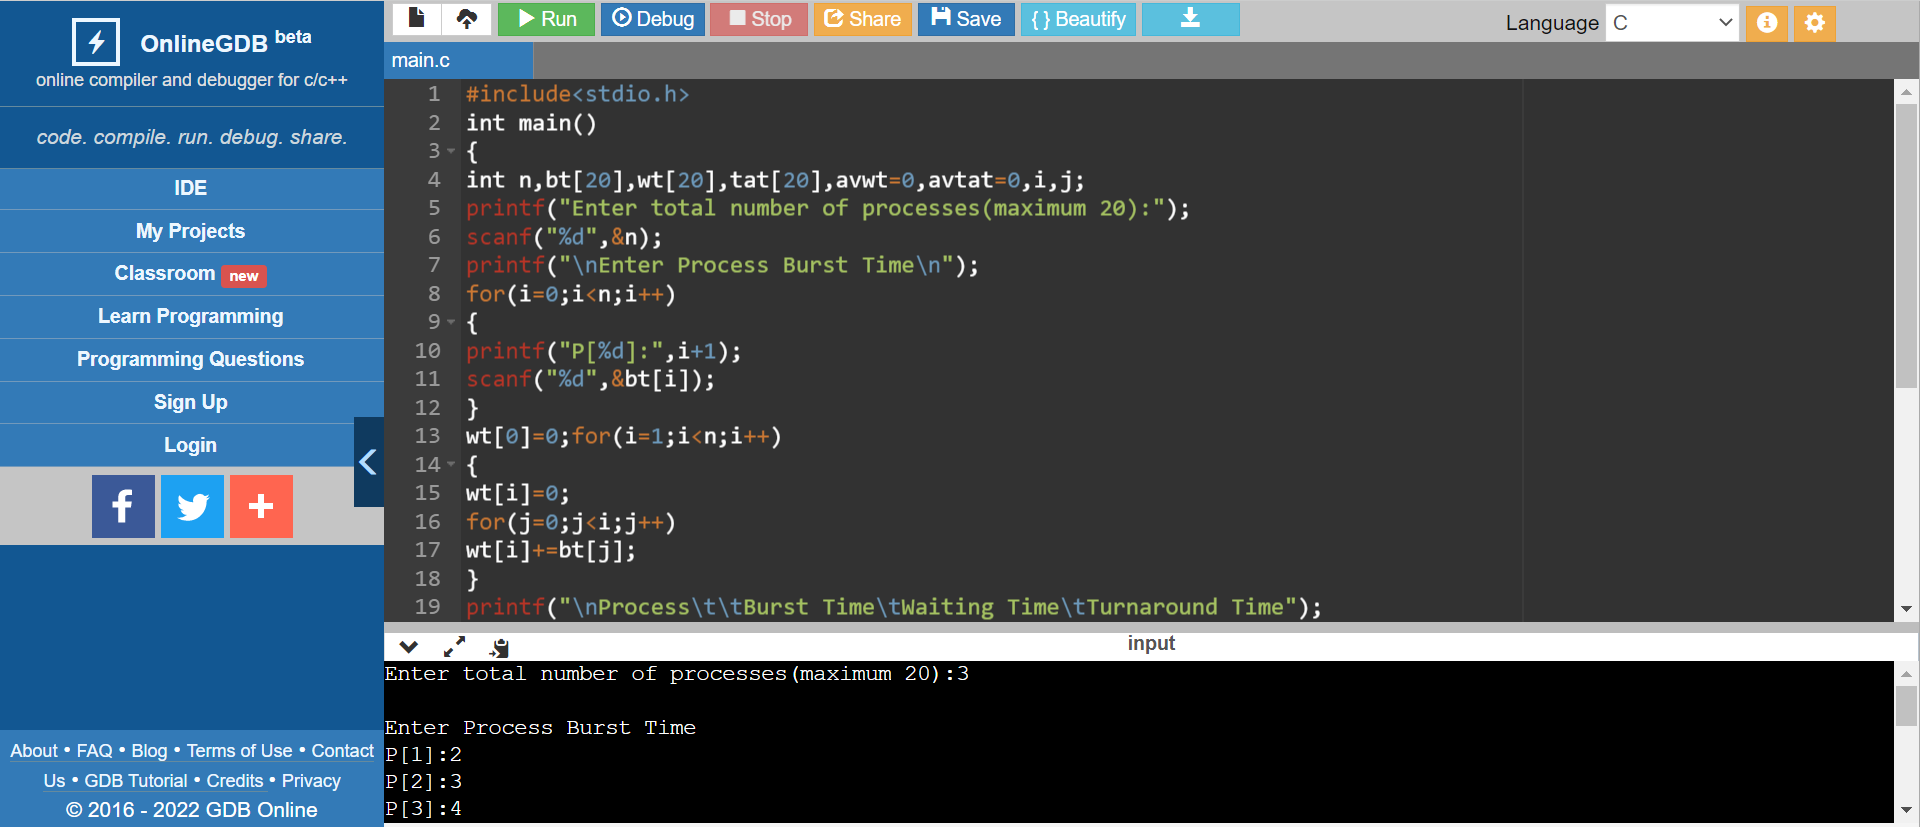 OnlineGDB beta
online compiler and debugger for c/c++
code. compile. run. debug. share.
IDE
My Projects
Classroom new
Learn Programming
Programming Questions
Sign Up
Login
About • FAQ • Blog • Terms of Use • Contact
Us • GDB Tutorial • Credits • Privacy
© 2016 - 2022 GDB Online
Run Debug Stop Share Save { } Beautify
Language C
main.c
1 #include<stdio.h>
2 int main()
3 {
4 int n,bt[20],wt[20],tat[20],avwt=0,avtat=0,i,j;
5 printf("Enter total number of processes(maximum 20):");
6 scanf("%d",&n);
7 printf("\nEnter Process Burst Time\n");
8 for(i=0;i<n;i++)
9 {
10 printf("P[%d]:",i+1);
11 scanf("%d",&bt[i]);
12 }
13 wt[0]=0;for(i=1;i<n;i++)
14 {
15 wt[i]=0;
16 for(j=0;j<i;j++)
17 wt[i]+=bt[j];
18 }
19 printf("\nProcess\t\tBurst Time\tWaiting Time\tTurnaround Time");
input
Enter total number of processes(maximum 20):3
Enter Process Burst Time
P[1]:2
P[2]:3
P[3]:4